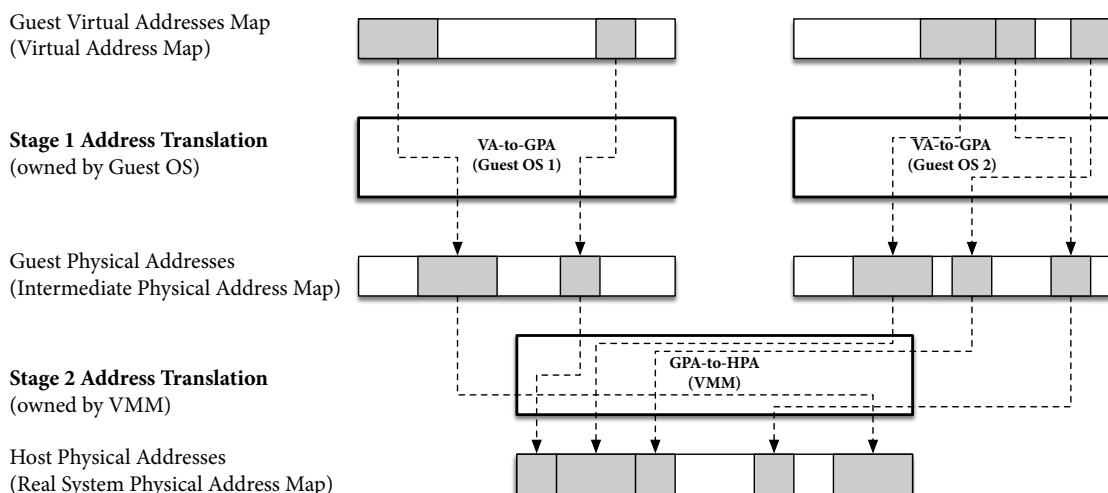 Guest Virtual Addresses Map
(Virtual Address Map)
Stage 1 Address Translation
(owned by Guest OS)
VA-to-GPA
(Guest OS 1)
VA-to-GPA
(Guest OS 2)
Guest Physical Addresses
(Intermediate Physical Address Map)
Stage 2 Address Translation
(owned by VMM)
GPA-to-HPA
(VMM)
Host Physical Addresses
(Real System Physical Address Map)